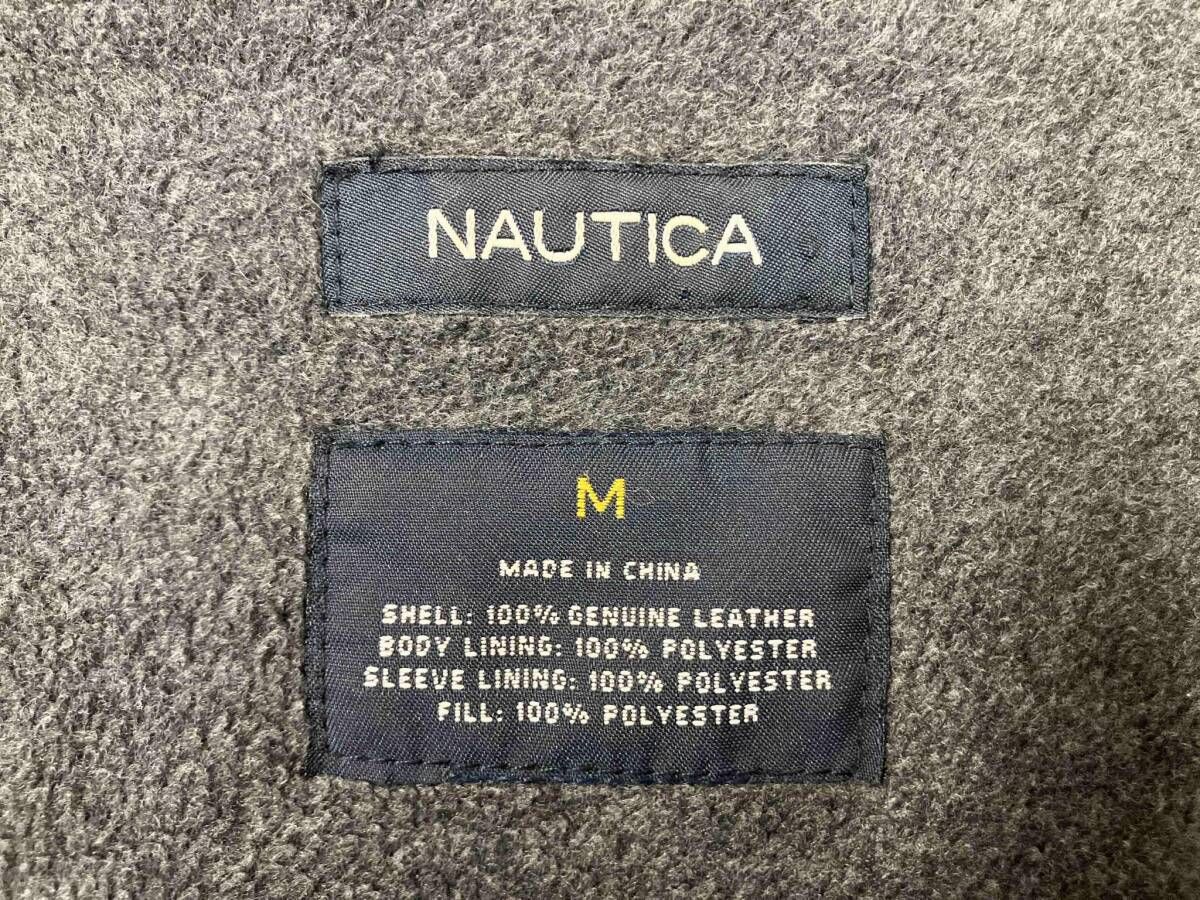 NAUTICA
M
MADE IN CHINA
SHELL: 100% GENUINE LEATHER
BODY LINING: 100% POLYESTER
SLEEVE LINING: 100% POLYESTER
FILL: 100% POLYESTER